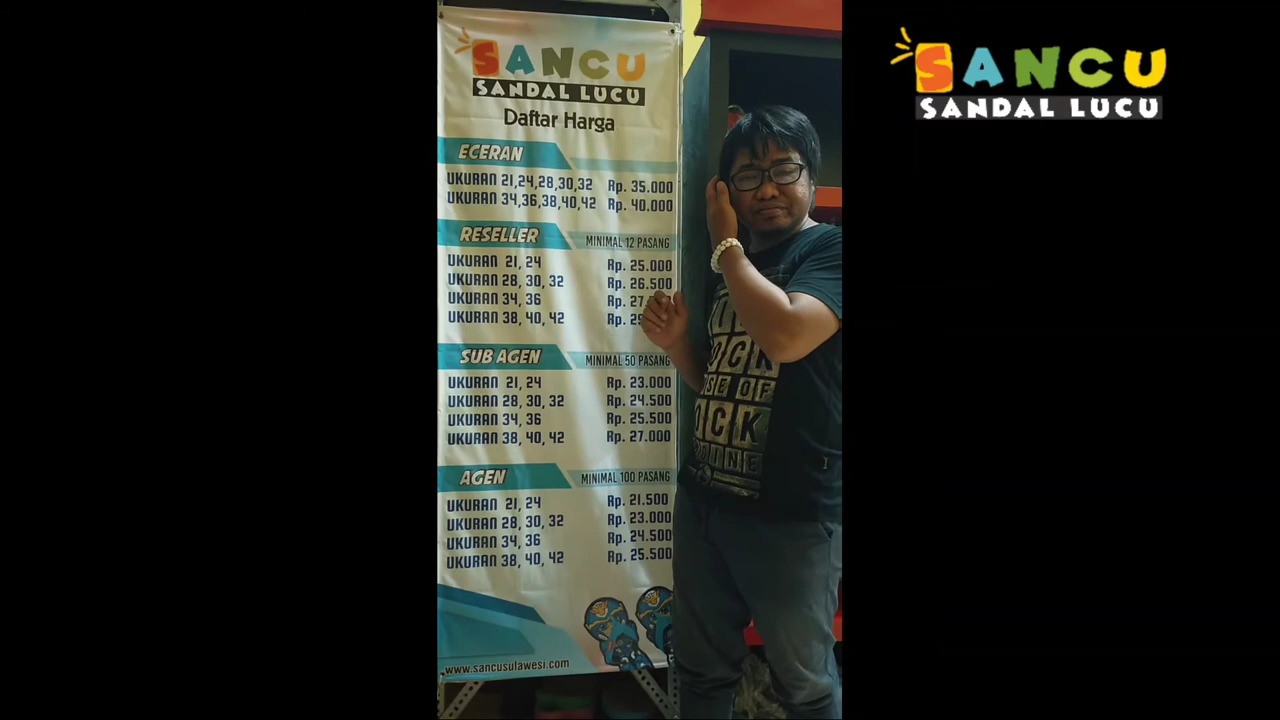 SANCU
SANDAL LUCU
Daftar Harga
ECERAN
UKURAN 21,24,28,30,32 Rp. 35.000
UKURAN 34,36,38,40,42 Rp. 40.000
RESELLER MINIMAL 12 PASANG
UKURAN 21, 24 Rp. 25.000
UKURAN 28, 30, 32 Rp. 26.500
UKURAN 34, 36 Rp. 27.
UKURAN 38, 40, 42 Rp.
SUB AGEN MINIMAL 50 PASANG
UKURAN 21, 24 Rp. 23.000
UKURAN 28, 30, 32 Rp. 24.500
UKURAN 34, 36 Rp. 25.500
UKURAN 38, 40, 42 Rp. 27.000
AGEN MINIMAL 100 PASANG
UKURAN 21, 24 Rp. 21.500
UKURAN 28, 30, 32 Rp. 23.000
UKURAN 34, 36 Rp. 24.500
UKURAN 38, 40, 42 Rp. 25.500
www.sancusulawesi.com
SANCU
SANDAL LUCU
OCK
SE OF
OCK